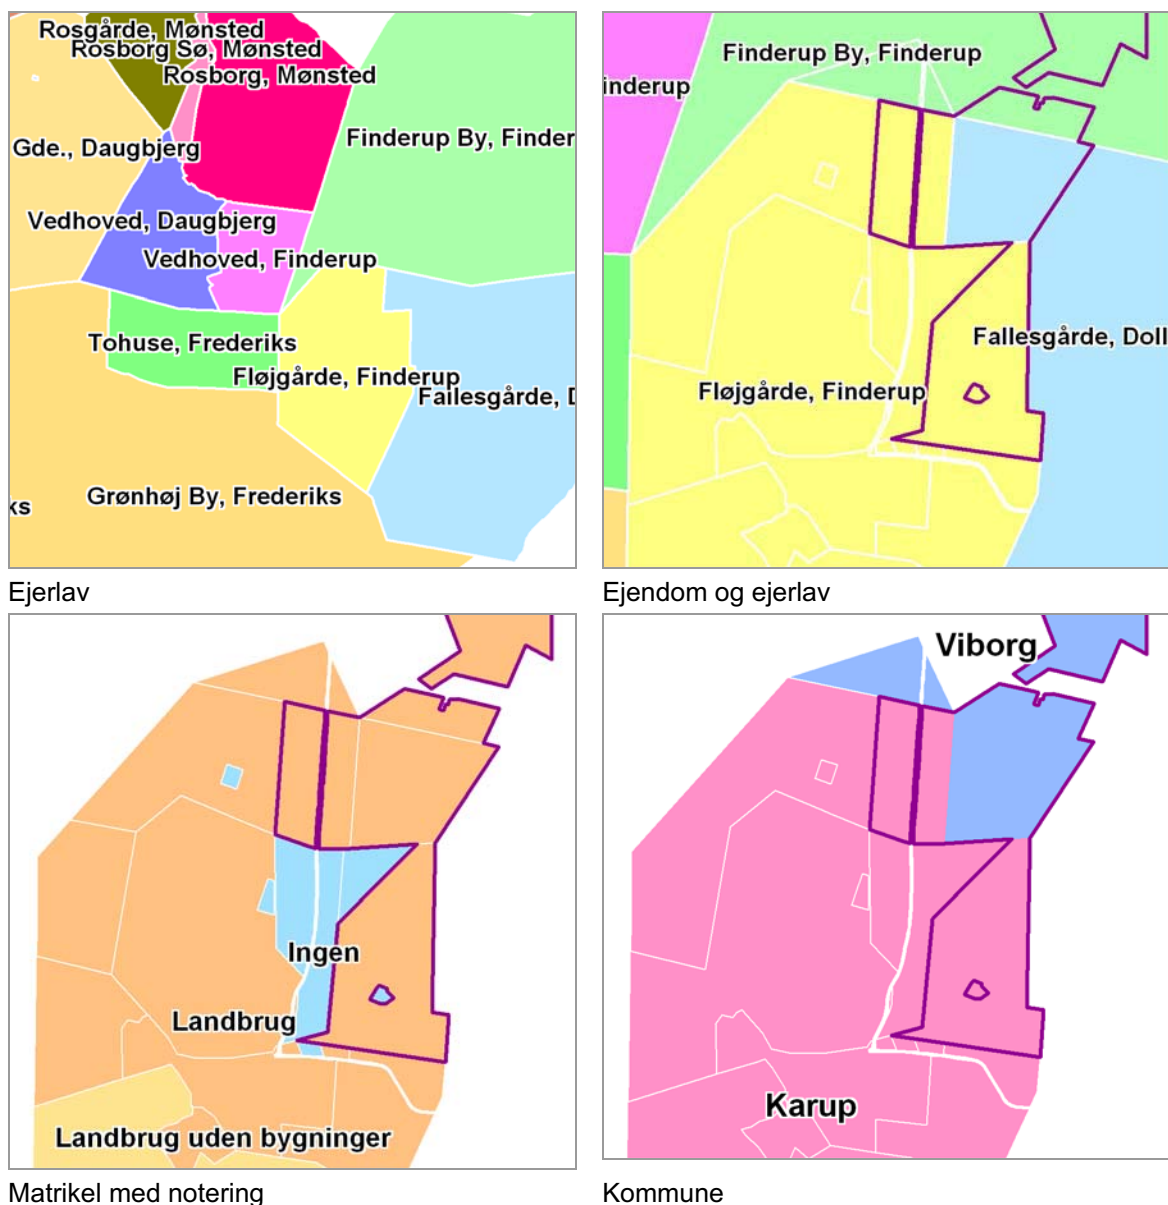 Rosgårde, Mønsted
Rosborg Sø, Mønsted
Rosborg, Mønsted
Gde., Daugbjerg
Finderup By, Finder
Vedhoved, Daugbjerg
Vedhoved, Finderup
Tohuse, Frederiks
Fløjgårde, Finderup
Failesgårde, D
Grønhøj By, Frederiks
ks
Ejerlav
Finderup By, Finderup
inderup
Fallesgårde, Doll
Fløjgårde, Finderup
Ejendom og ejerlav
Ingen
Landbrug
Landbrug uden bygninger
Matrikel med notering
Viborg
Karup
Kommune